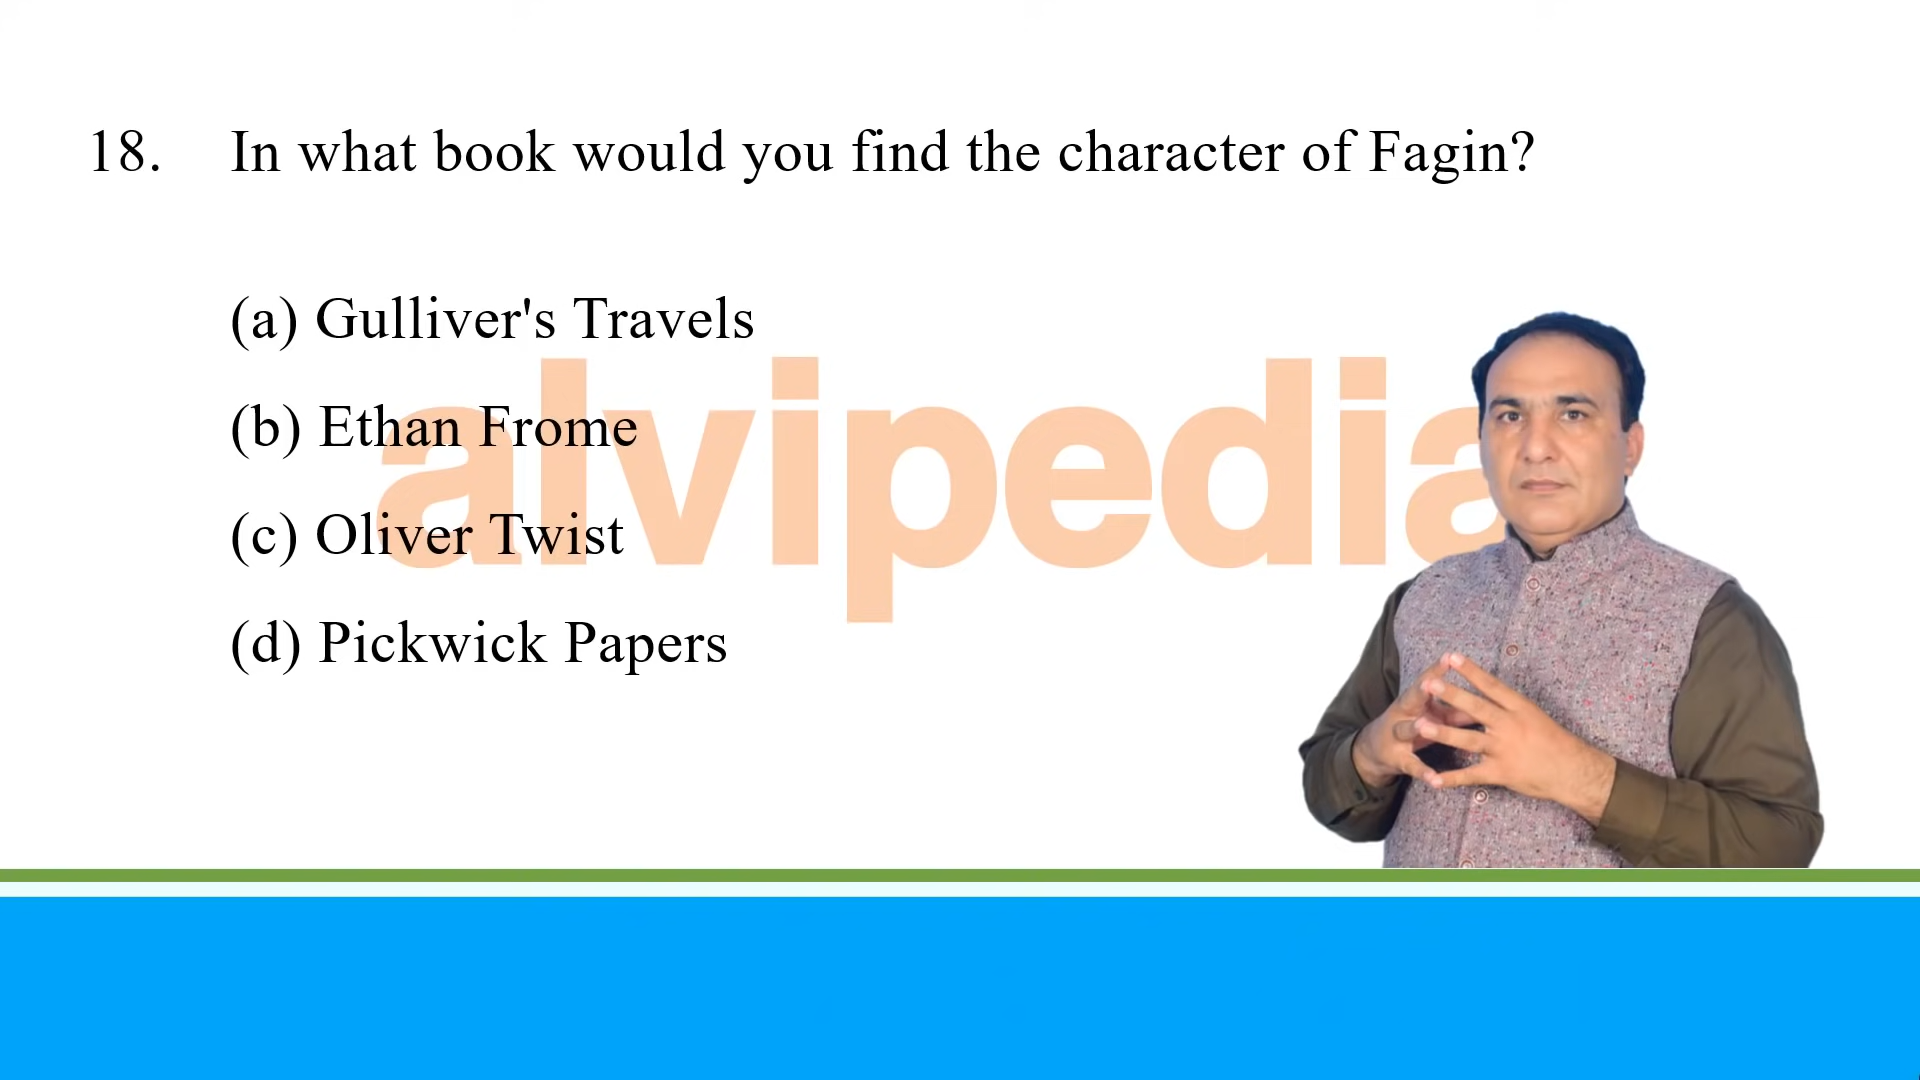 18. In what book would you find the character of Fagin?
(a) Gulliver's Travels
(b) Ethan Frome
(c) Oliver Twist
(d) Pickwick Papers
alvipedia